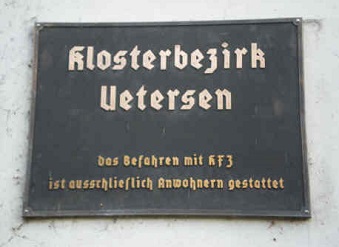 Klosterbezirk
Uetersen
das Befahren mit KFZ
ist ausschließlich Anwohnern gestattet